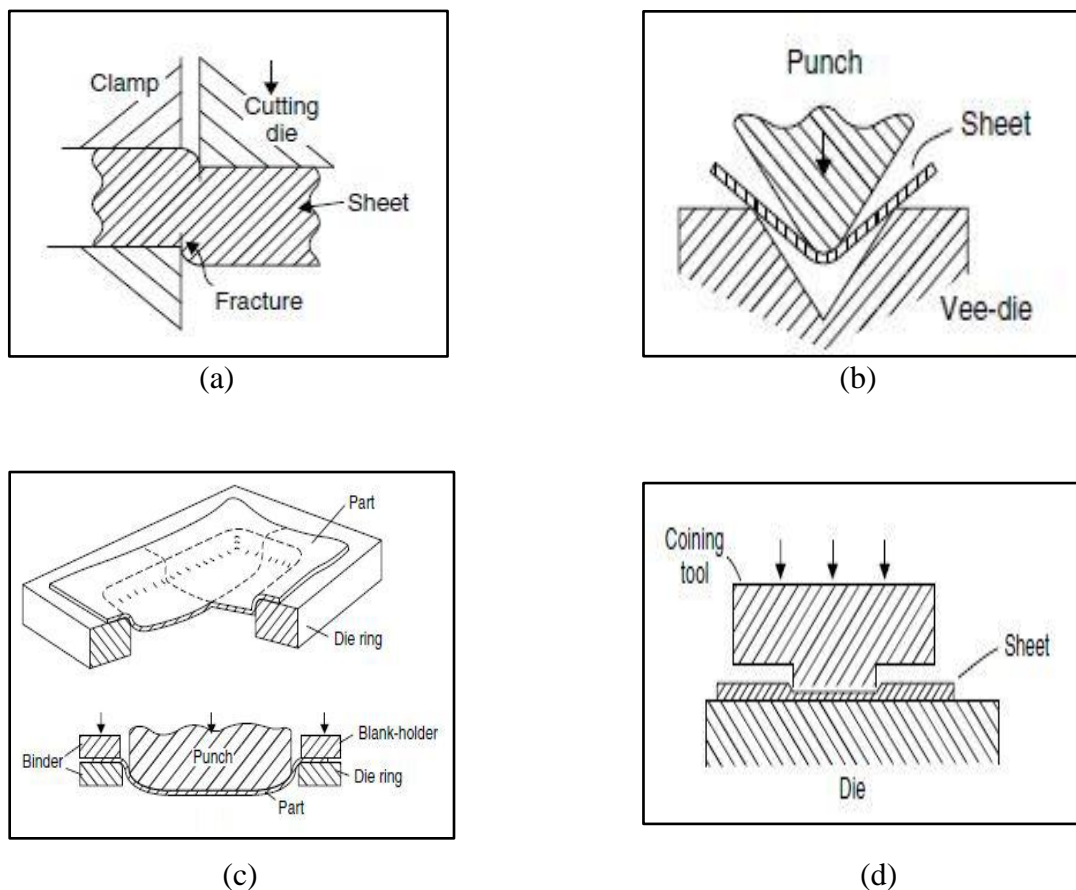 Clamp
Cutting
die
Sheet
Fracture
(a)
Punch
Sheet
Vee-die
(b)
Part
Die ring
Binder
Punch
Blank-holder
Die ring
Part
(c)
Coining
tool
Sheet
Die
(d)